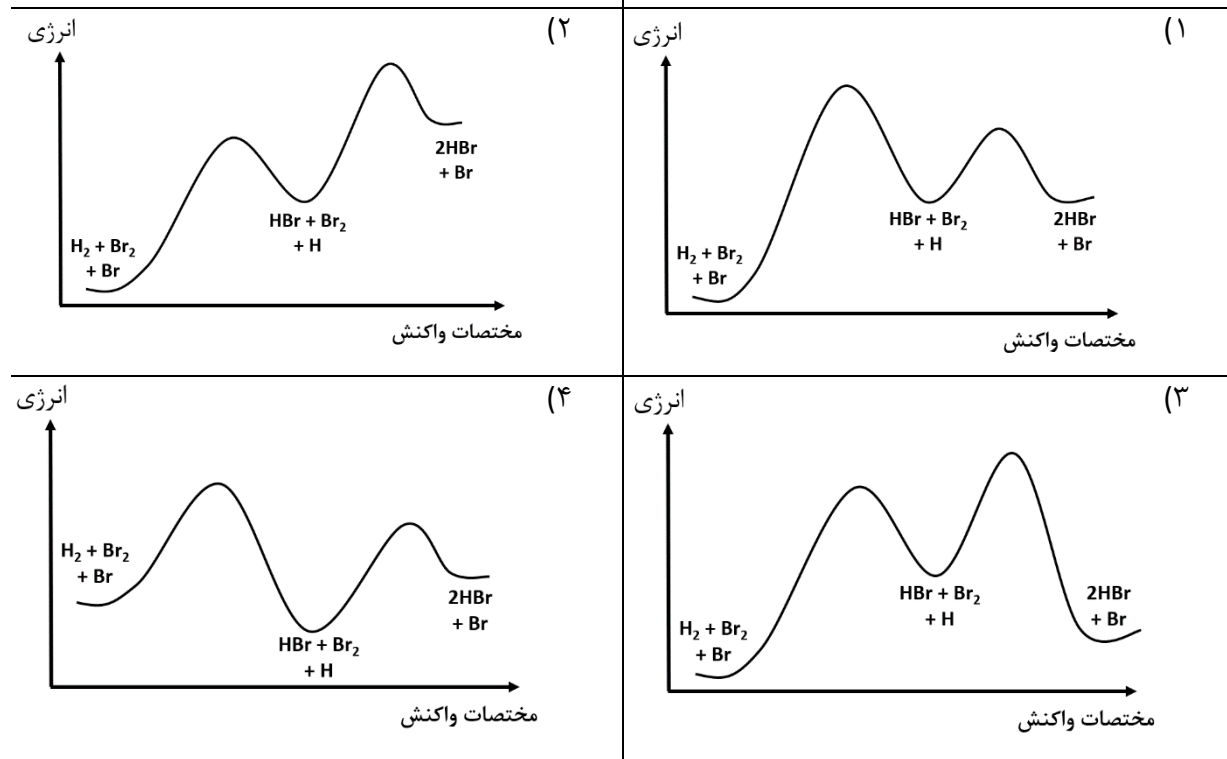 ۱)
انرژی
H₂ + Br₂
+ Br
HBr + Br₂
+ H
2HBr
+ Br
مختصات واکنش
۲)
انرژی
H₂ + Br₂
+ Br
HBr + Br₂
+ H
2HBr
+ Br
مختصات واکنش
۳)
انرژی
H₂ + Br₂
+ Br
HBr + Br₂
+ H
2HBr
+ Br
مختصات واکنش
۴)
انرژی
H₂ + Br₂
+ Br
HBr + Br₂
+ H
2HBr
+ Br
مختصات واکنش